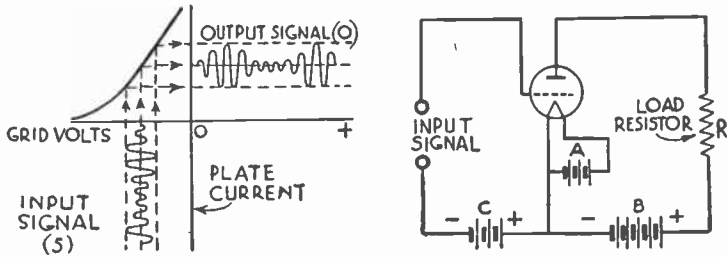 OUTPUT SIGNAL (O)
GRID VOLTS
O
+
INPUT
SIGNAL
(S)
PLATE
CURRENT
INPUT
SIGNAL
LOAD
RESISTOR
R
A
- C +
- B +